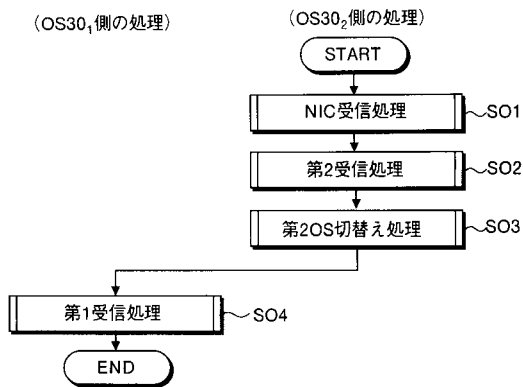 (OS30₁側の処理)
(OS30₂側の処理)
START
NIC受信処理
SO1
第2受信処理
SO2
第2OS切替え処理
SO3
第1受信処理
SO4
END